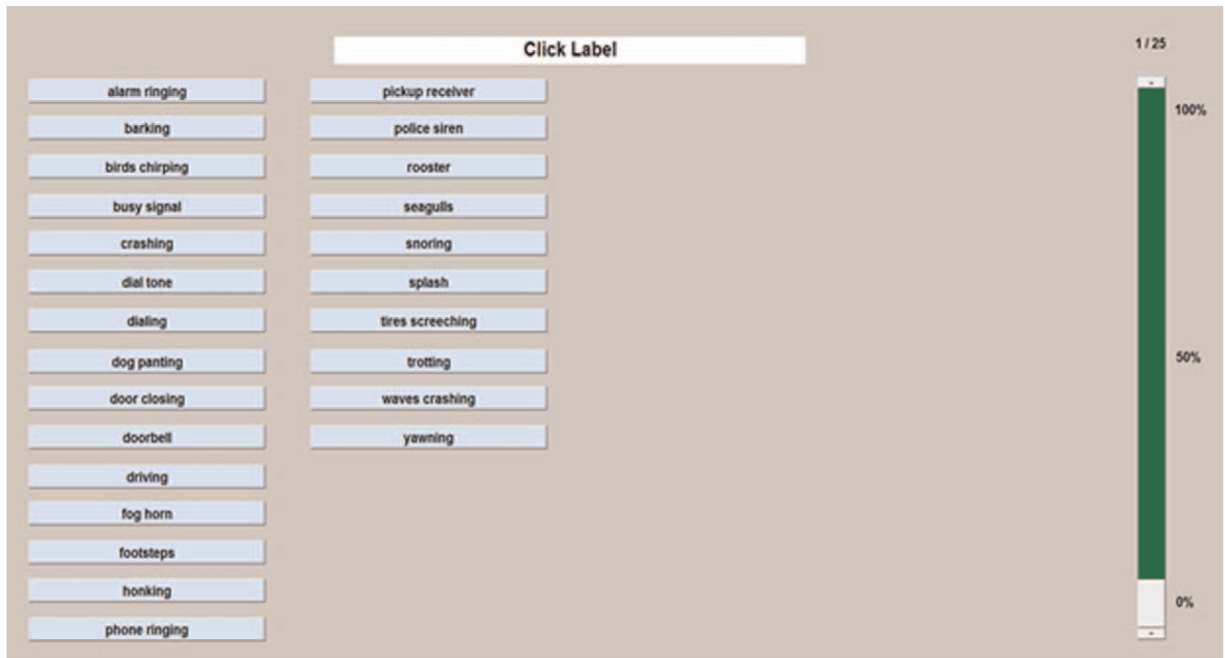 Click Label
1 / 25
alarm ringing
barking
birds chirping
busy signal
crashing
dial tone
dialing
dog panting
door closing
doorbell
driving
fog horn
footsteps
honking
phone ringing
pickup receiver
police siren
rooster
seagulls
snoring
splash
tires screeching
trotting
waves crashing
yawning
100%
50%
0%